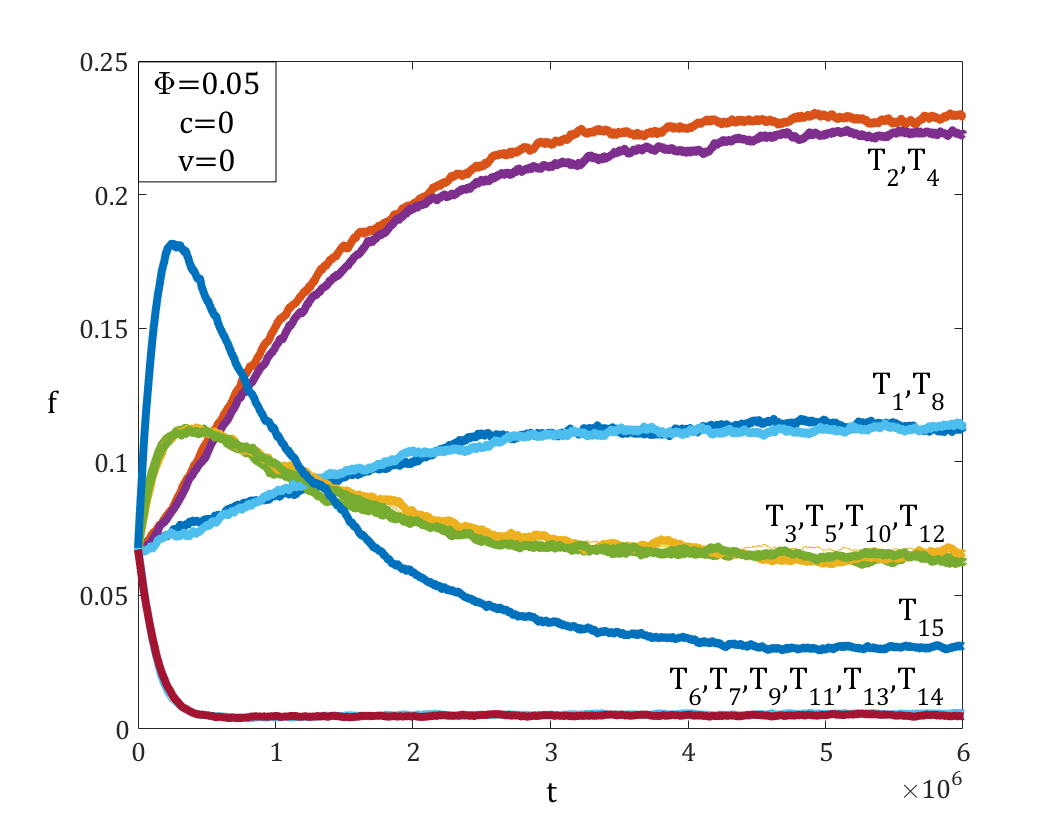 0.25
Φ=0.05
c=0
v=0
T2,T4
0.2
0.15
T1,T8
f
0.1
T3,T5,T10,T12
0.05
T15
T6,T7,T9,T11,T13,T14
0
0 1 2 3 4 5 6
×10^6
t